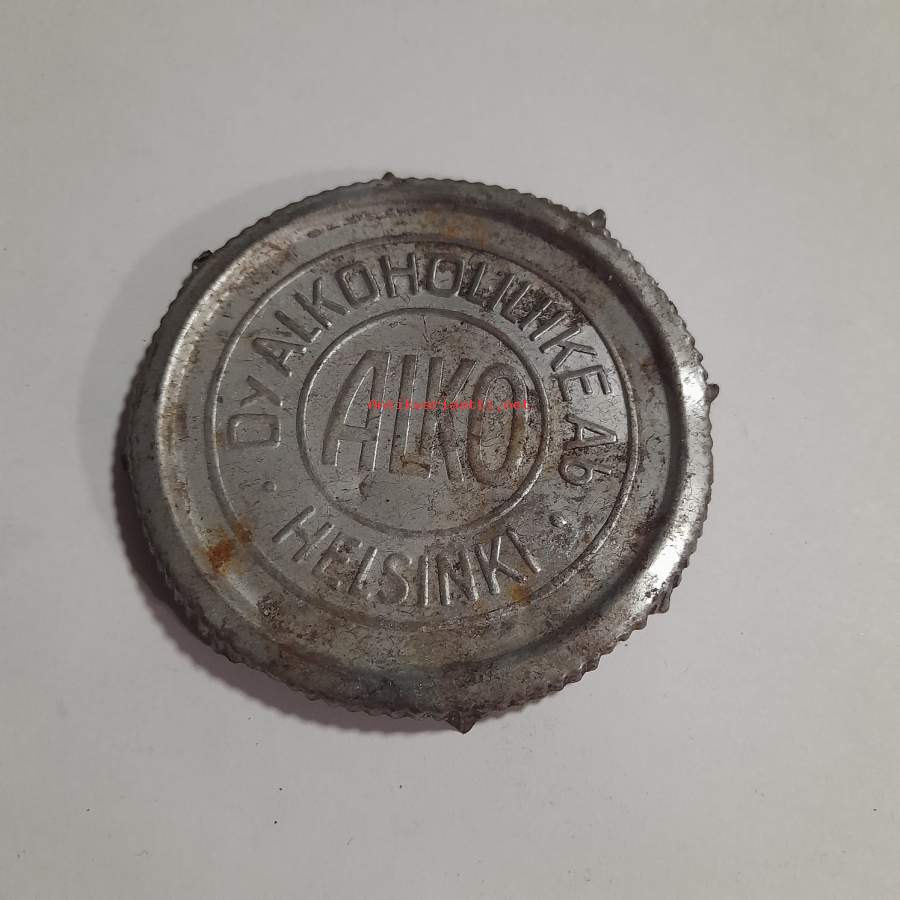 Oy ALKOHOLILIIKE Ab
ALKO
· HELSINKI ·
Antikvariaatti.net